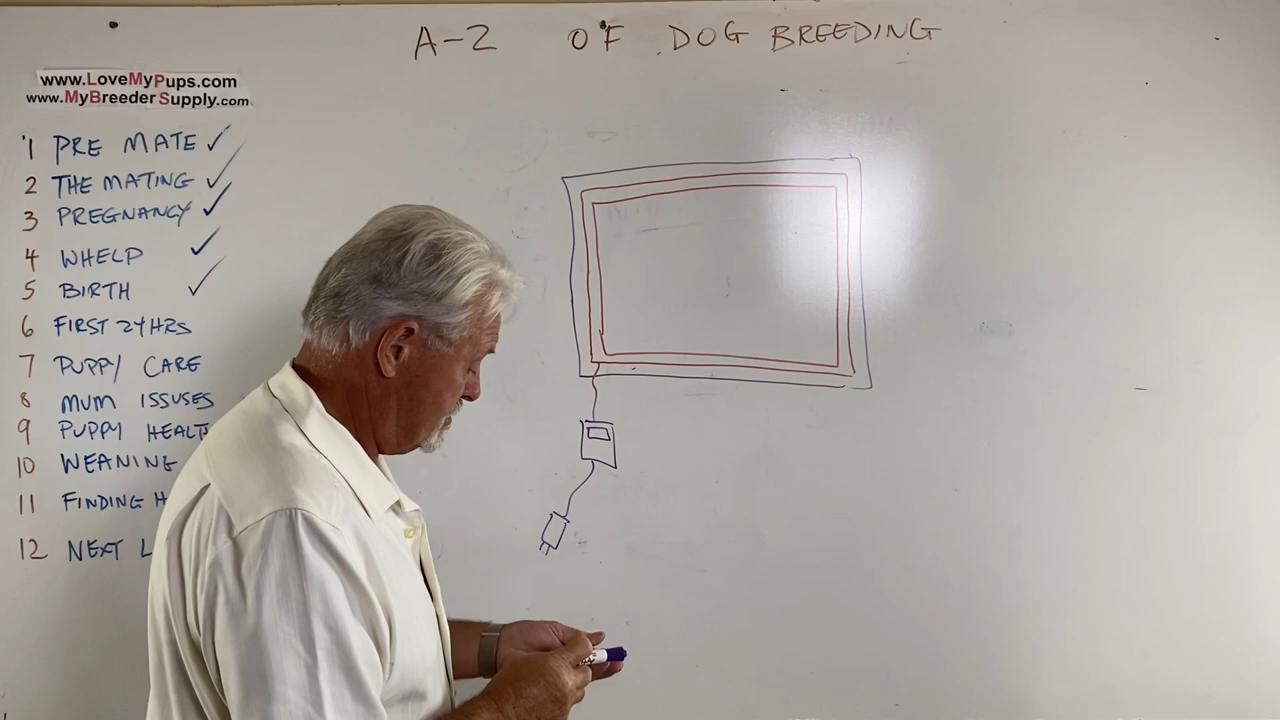 A-Z OF DOG BREEDING
www.LoveMyPups.com
www.MyBreederSupply.com
1 PRE MATE ✓
2 THE MATING ✓
3 PREGNANCY ✓
4 WHELP ✓
5 BIRTH ✓
6 FIRST 24HRS
7 PUPPY CARE
8 MUM ISSUSES
9 PUPPY HEALT
10 WEANING
11 FINDING H
12 NEXT L